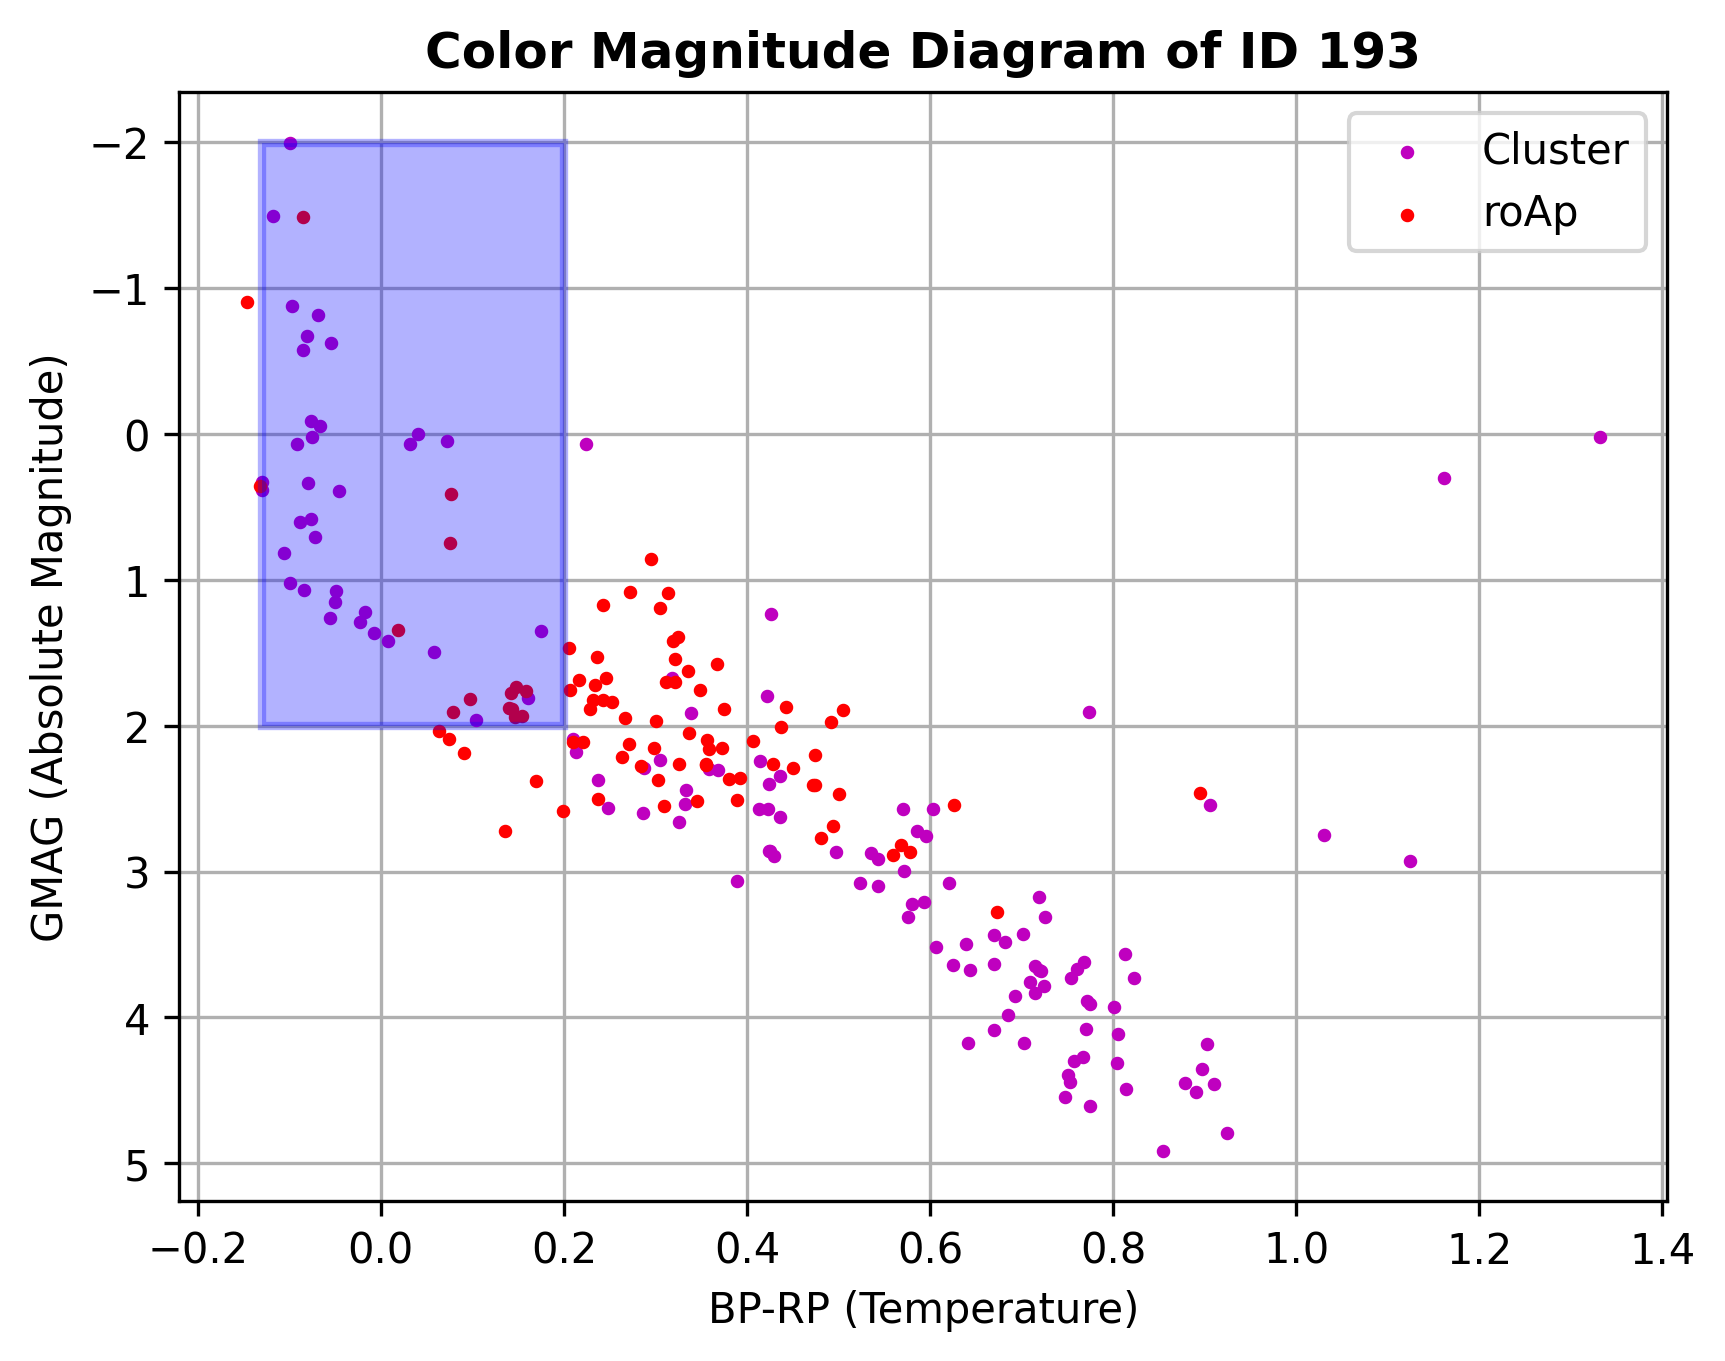 Color Magnitude Diagram of ID 193
Cluster
roAp
GMAG (Absolute Magnitude)
−2
−1
0
1
2
3
4
5
−0.2 0.0 0.2 0.4 0.6 0.8 1.0 1.2 1.4
BP-RP (Temperature)